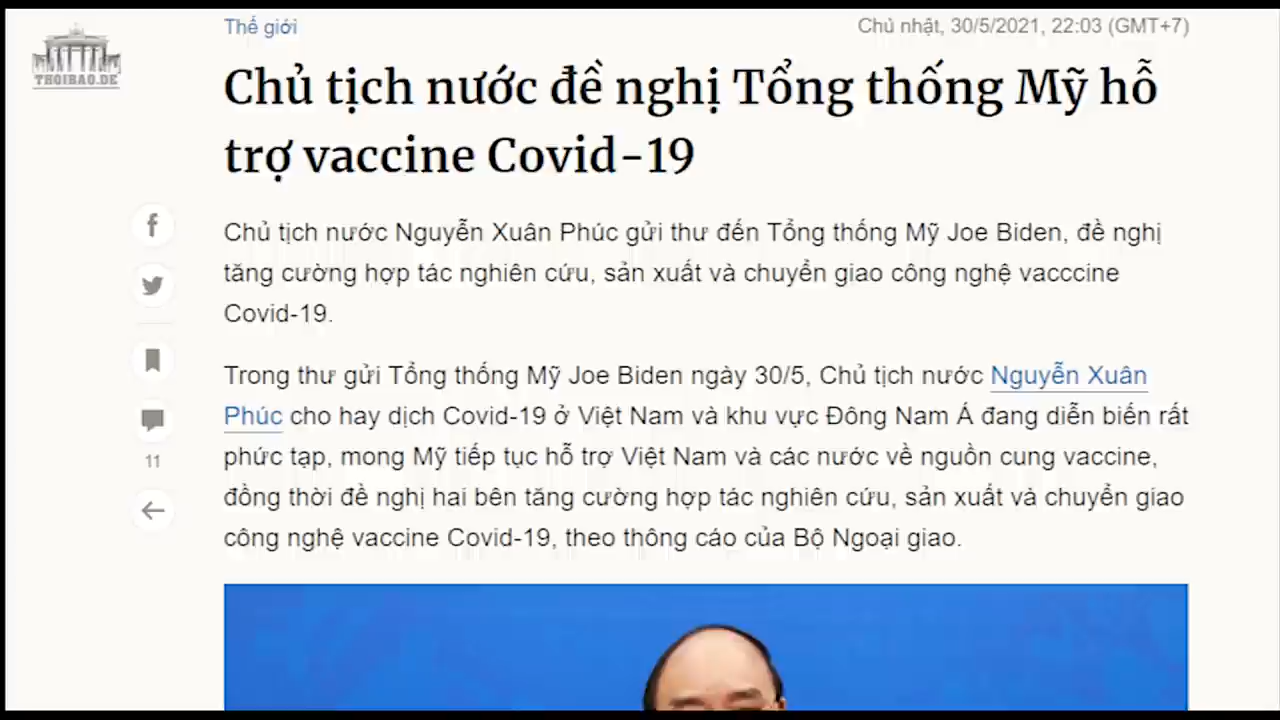 Thế giới
Chủ nhật, 30/5/2021, 22:03 (GMT+7)
THOIBAO.DE
Chủ tịch nước đề nghị Tổng thống Mỹ hỗ
trợ vaccine Covid-19
Chủ tịch nước Nguyễn Xuân Phúc gửi thư đến Tổng thống Mỹ Joe Biden, đề nghị
tăng cường hợp tác nghiên cứu, sản xuất và chuyển giao công nghệ vacccine
Covid-19.
Trong thư gửi Tổng thống Mỹ Joe Biden ngày 30/5, Chủ tịch nước Nguyễn Xuân
Phúc cho hay dịch Covid-19 ở Việt Nam và khu vực Đông Nam Á đang diễn biến rất
phức tạp, mong Mỹ tiếp tục hỗ trợ Việt Nam và các nước về nguồn cung vaccine,
đồng thời đề nghị hai bên tăng cường hợp tác nghiên cứu, sản xuất và chuyển giao
công nghệ vaccine Covid-19, theo thông cáo của Bộ Ngoại giao.
11